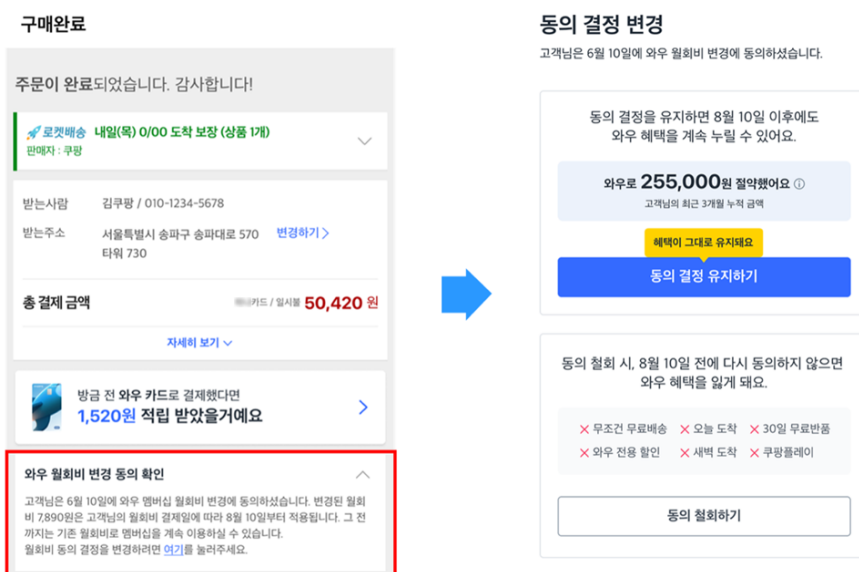 구매완료
주문이 완료되었습니다. 감사합니다!
로켓배송 내일(목) 0/00 도착 보장 (상품 1개)
판매자 : 쿠팡
받는사람 김쿠팡 / 010-1234-5678
받는주소 서울특별시 송파구 송파대로 570 변경하기
타워 730
총 결제 금액 카드 / 일시불 50,420 원
자세히 보기
방금 전 와우 카드로 결제했다면
1,520원 적립 받았을거예요
와우 월회비 변경 동의 확인
고객님은 6월 10일에 와우 멤버십 월회비 변경에 동의하셨습니다. 변경된 월회
비 7,890원은 고객님의 월회비 결제일에 따라 8월 10일부터 적용됩니다. 그 전
까지는 기존 월회비로 멤버십을 계속 이용하실 수 있습니다.
월회비 동의 결정을 변경하려면 여기를 눌러주세요.
동의 결정 변경
고객님은 6월 10일에 와우 월회비 변경에 동의하셨습니다.
동의 결정을 유지하면 8월 10일 이후에도
와우 혜택을 계속 누릴 수 있어요.
와우로 255,000원 절약했어요
고객님의 최근 3개월 누적 금액
혜택이 그대로 유지돼요
동의 결정 유지하기
동의 철회 시, 8월 10일 전에 다시 동의하지 않으면
와우 혜택을 잃게 돼요.
무조건 무료배송 오늘 도착 30일 무료반품
와우 전용 할인 새벽 도착 쿠팡플레이
동의 철회하기